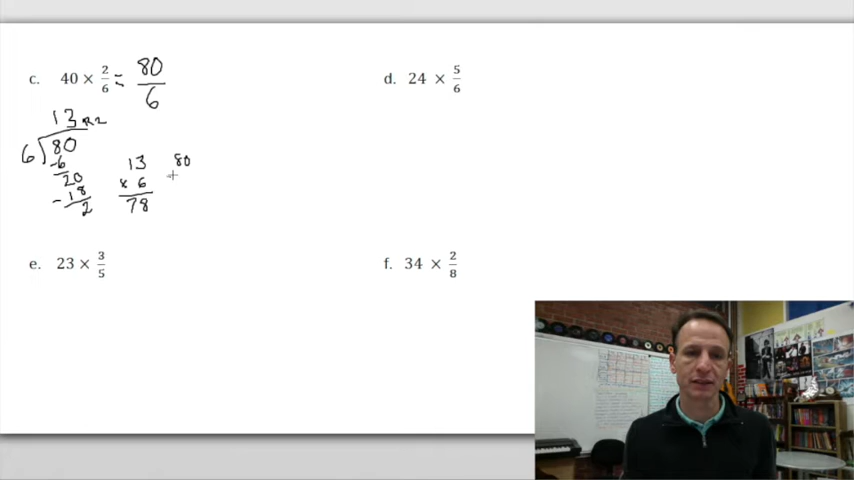 c. 40 × 2/6 = 80/6
13 R2
6 80
-6
20
-18
2
13
× 6
78
80
+
d. 24 × 5/6
e. 23 × 3/5
f. 34 × 2/8